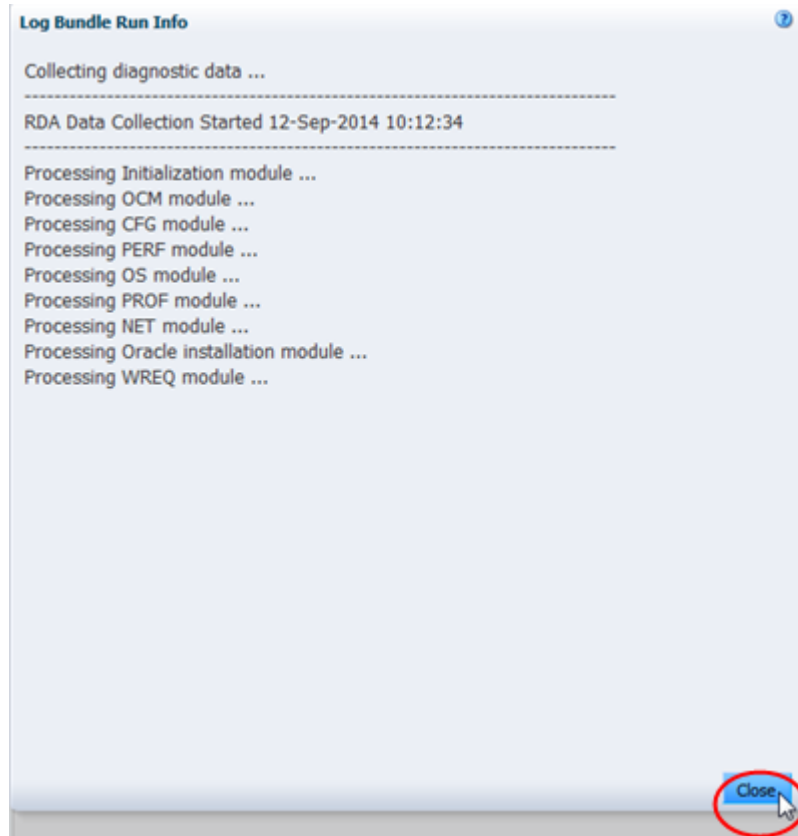 Log Bundle Run Info
?
Collecting diagnostic data ...
--------------------------------------------------------------------------------
RDA Data Collection Started 12-Sep-2014 10:12:34
--------------------------------------------------------------------------------
Processing Initialization module ...
Processing OCM module ...
Processing CFG module ...
Processing PERF module ...
Processing OS module ...
Processing PROF module ...
Processing NET module ...
Processing Oracle installation module ...
Processing WREQ module ...
Close